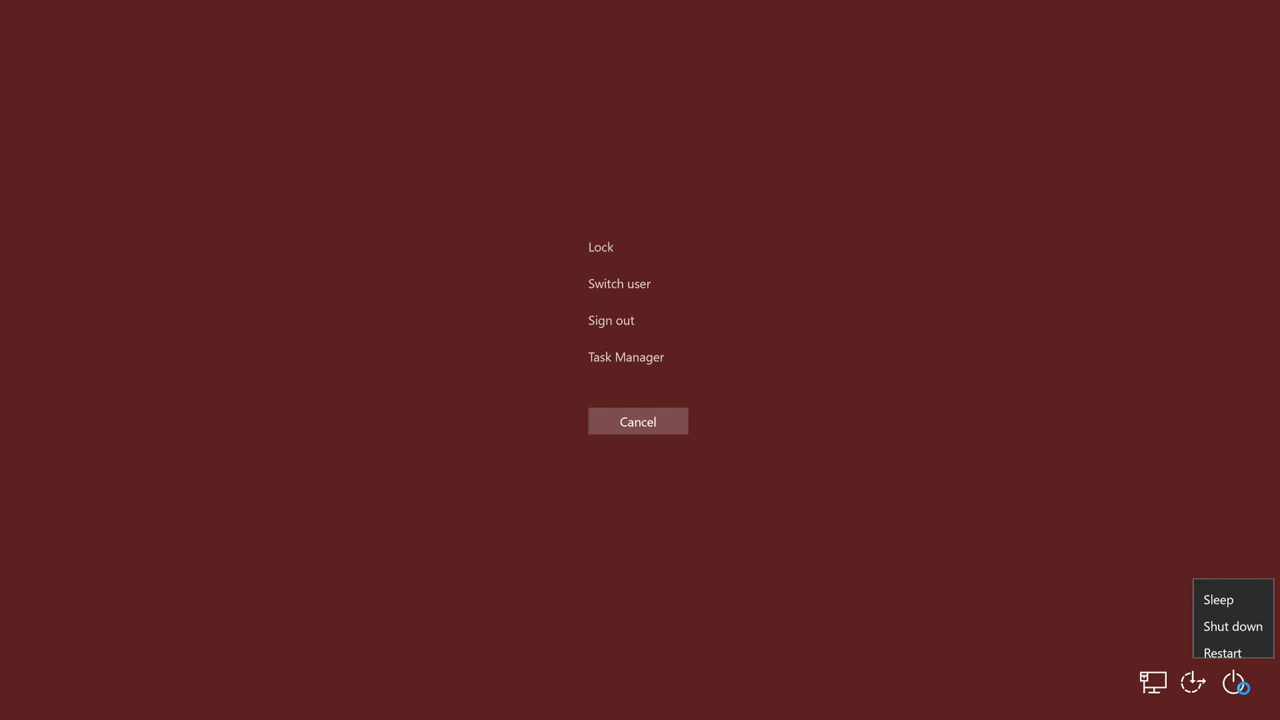 Lock
Switch user
Sign out
Task Manager
Cancel
Sleep
Shut down
Restart